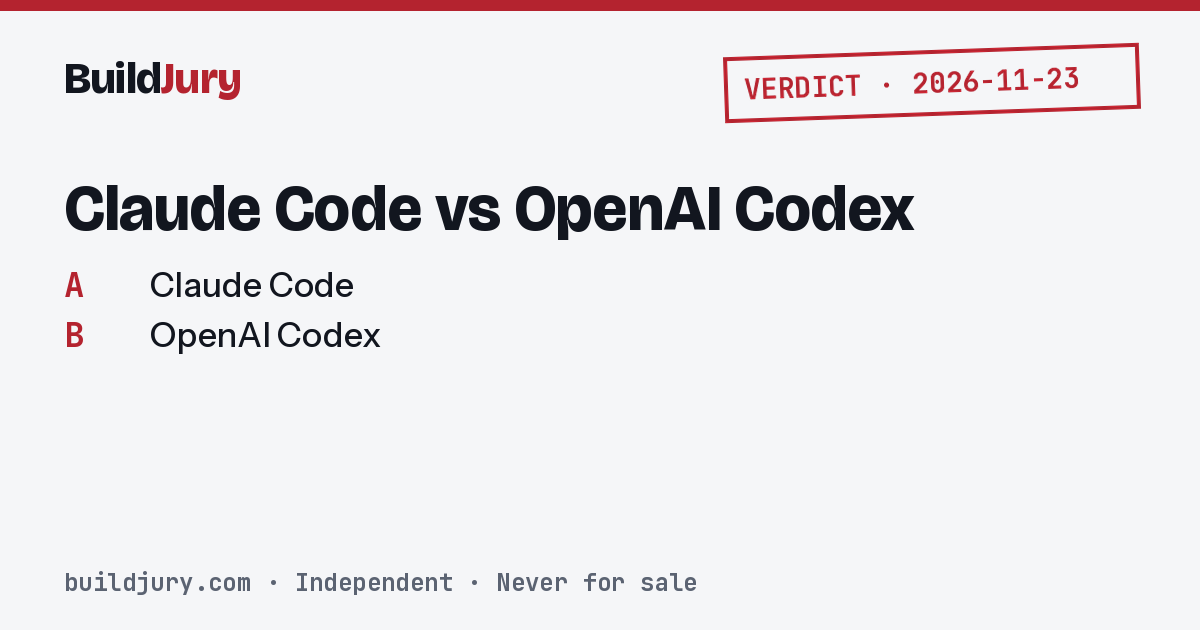 BuildJury
VERDICT · 2026-11-23
Claude Code vs OpenAI Codex
A Claude Code
B OpenAI Codex
buildjury.com · Independent · Never for sale